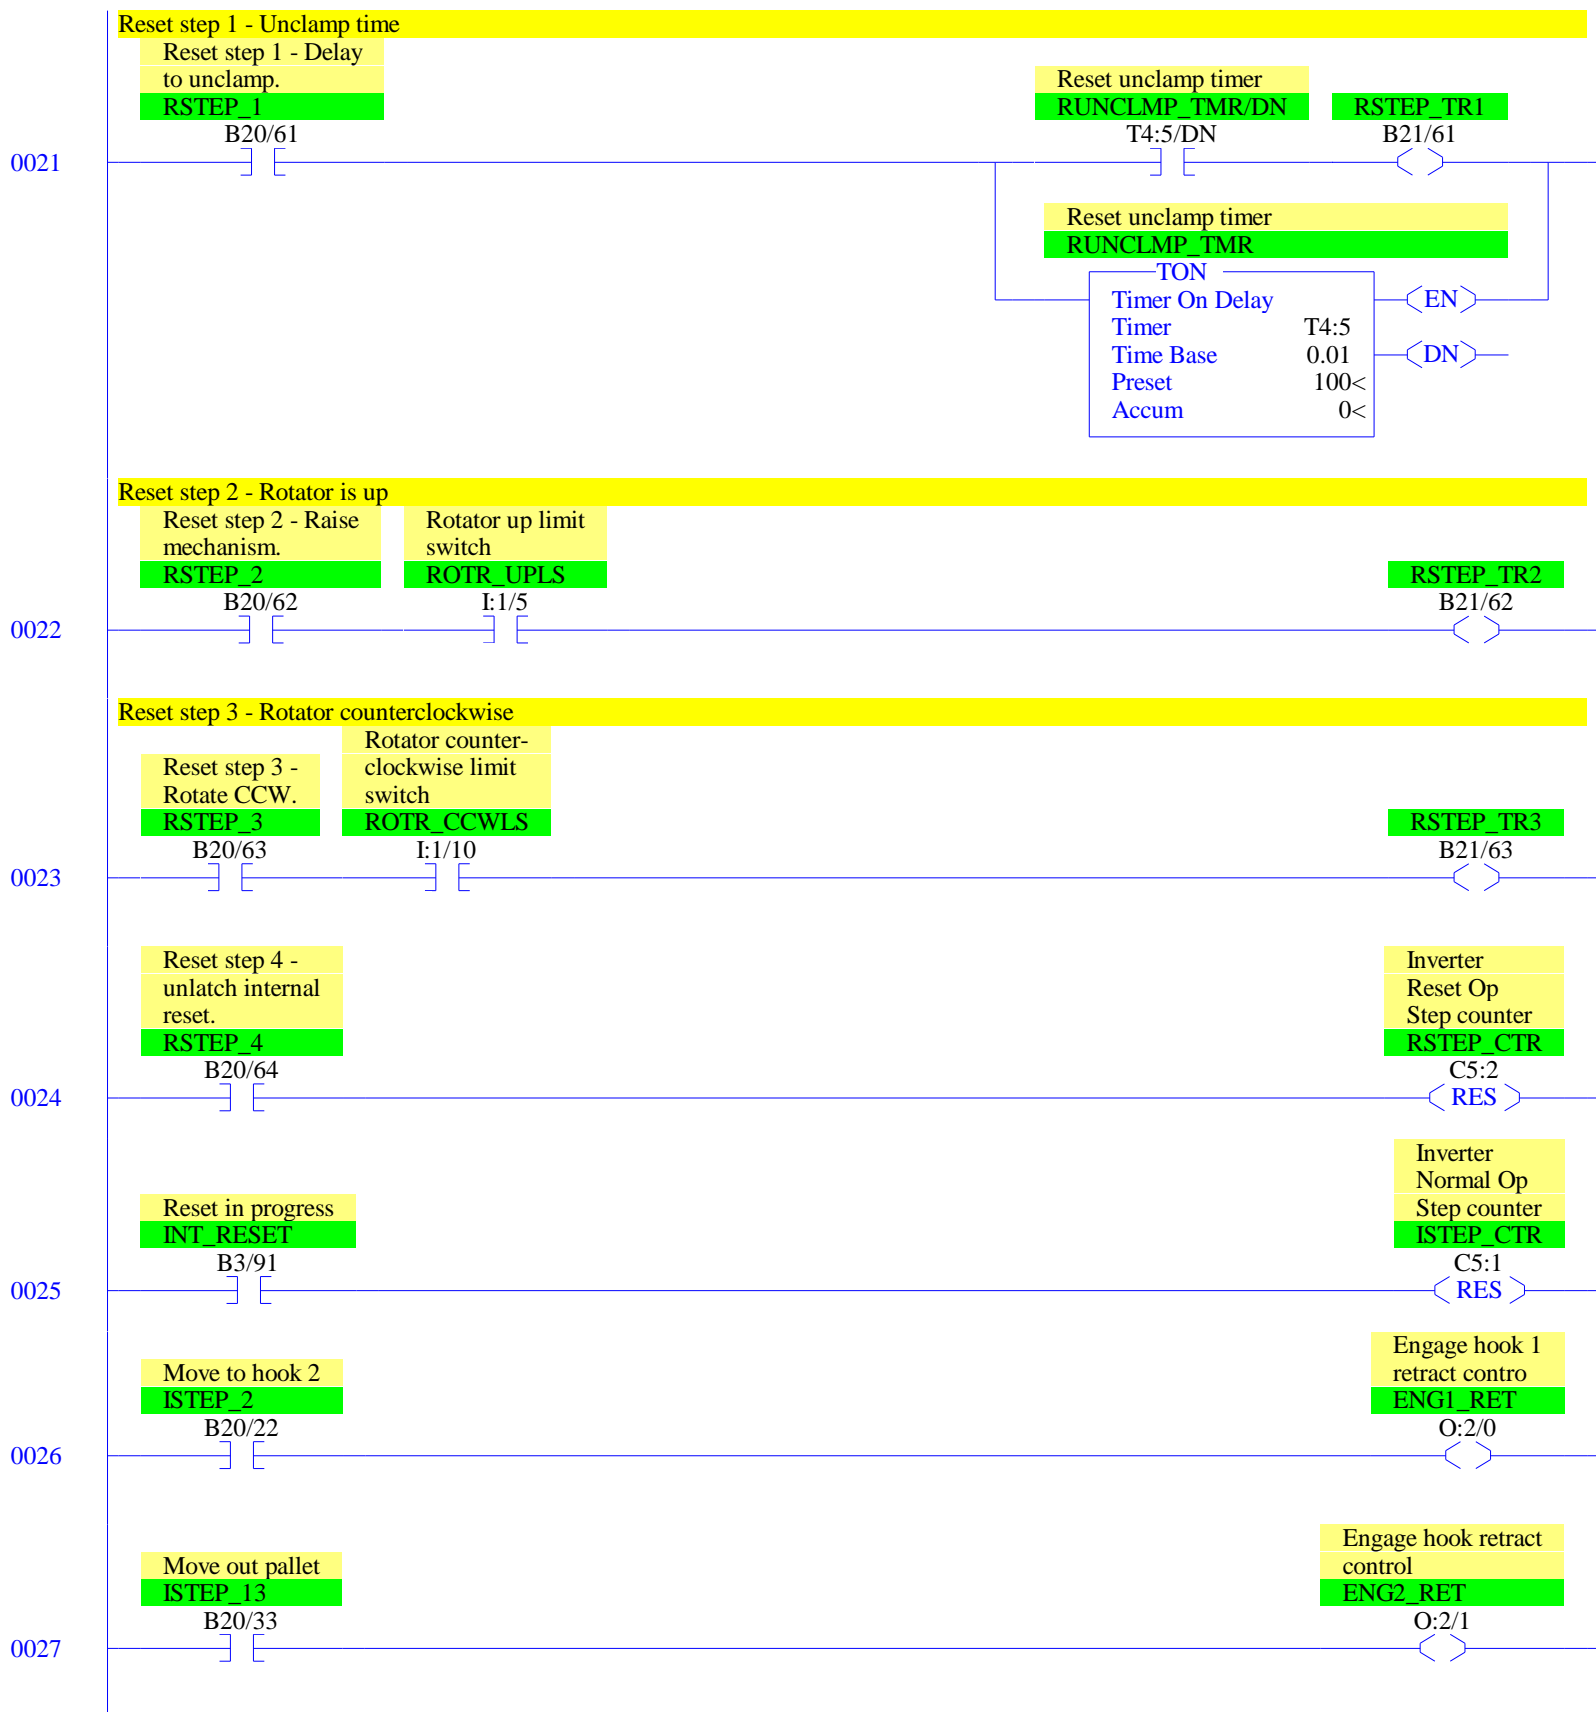 Reset step 1 - Unclamp time
Reset step 1 - Delay
to unclamp.
RSTEP_1
B20/61
Reset unclamp timer
RUNCLMP_TMR/DN
T4:5/DN
RSTEP_TR1
B21/61
0021
Reset unclamp timer
RUNCLMP_TMR
TON
Timer On Delay
Timer T4:5
Time Base 0.01
Preset 100<
Accum 0<
EN
DN
Reset step 2 - Rotator is up
Reset step 2 - Raise
mechanism.
RSTEP_2
B20/62
Rotator up limit
switch
ROTR_UPLS
I:1/5
RSTEP_TR2
B21/62
0022
Reset step 3 - Rotator counterclockwise
Reset step 3 -
Rotate CCW.
RSTEP_3
B20/63
Rotator counter-
clockwise limit
switch
ROTR_CCWLS
I:1/10
RSTEP_TR3
B21/63
0023
Reset step 4 -
unlatch internal
reset.
RSTEP_4
B20/64
Inverter
Reset Op
Step counter
RSTEP_CTR
C5:2
RES
0024
Reset in progress
INT_RESET
B3/91
Inverter
Normal Op
Step counter
ISTEP_CTR
C5:1
RES
0025
Move to hook 2
ISTEP_2
B20/22
Engage hook 1
retract contro
ENG1_RET
O:2/0
0026
Move out pallet
ISTEP_13
B20/33
Engage hook retract
control
ENG2_RET
O:2/1
0027